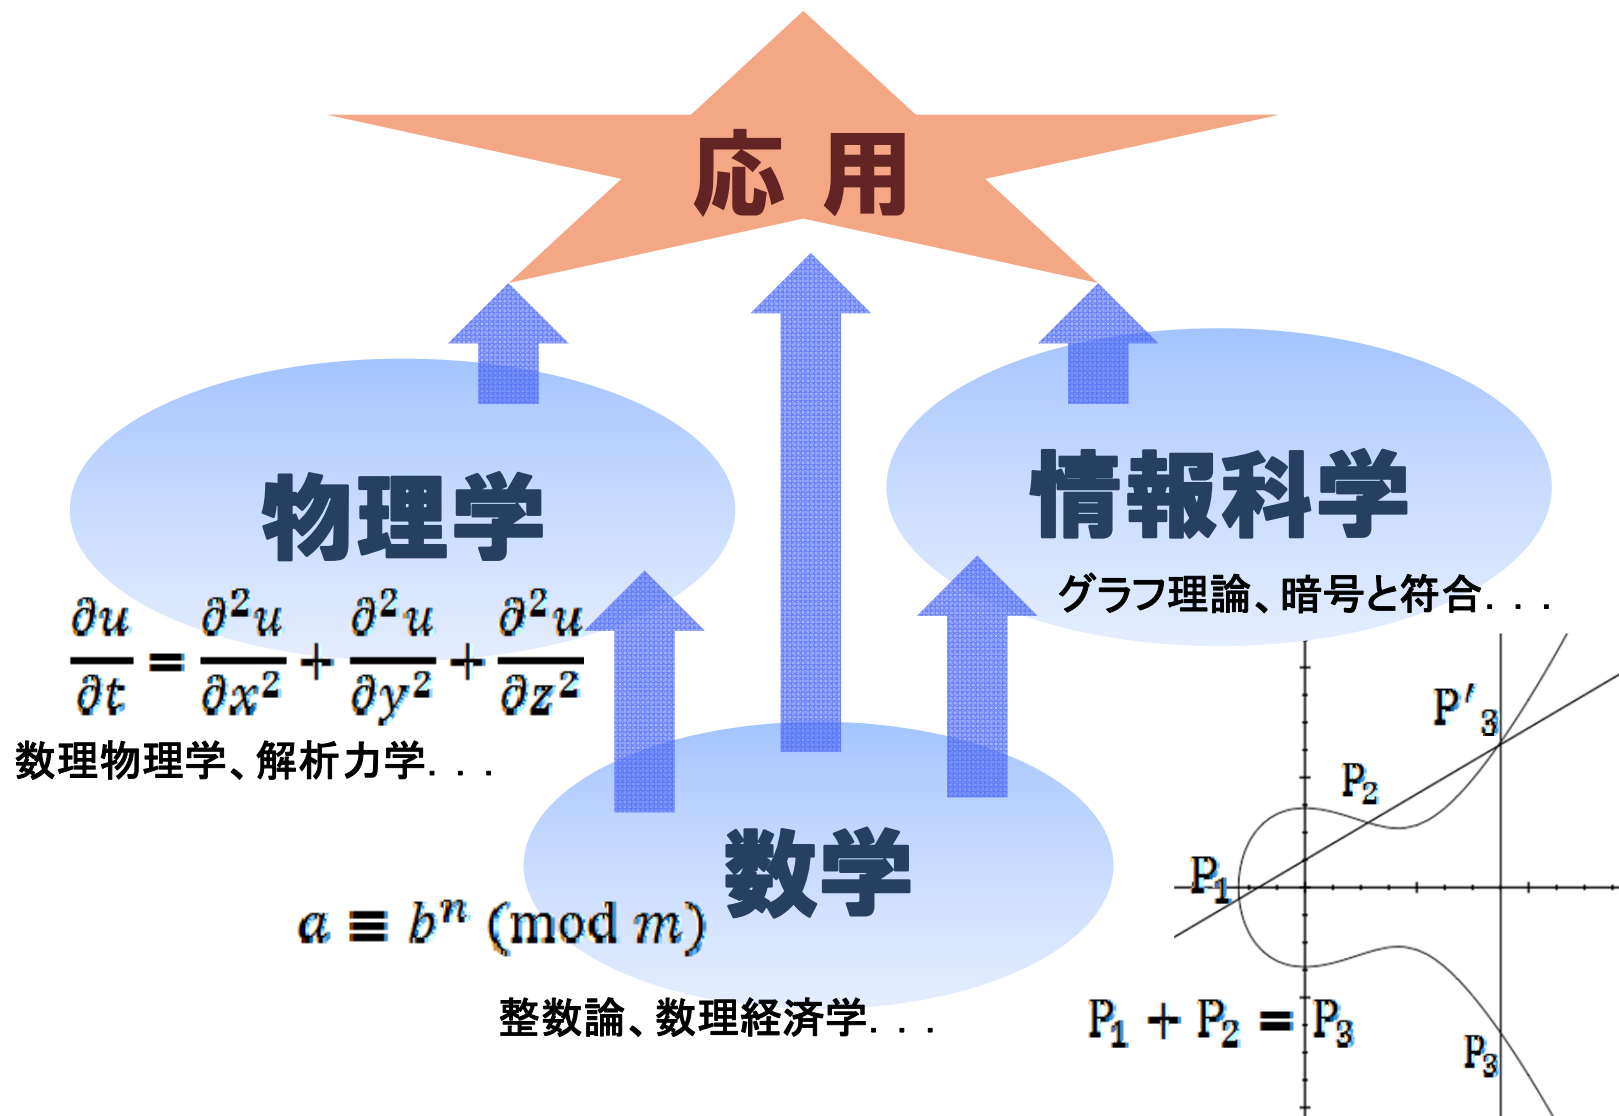 応 用
物理学
情報科学
グラフ理論、暗号と符合. . .
∂u/∂t = ∂²u/∂x² + ∂²u/∂y² + ∂²u/∂z²
数理物理学、解析力学. . .
数学
a ≡ bⁿ (mod m)
整数論、数理経済学. . .
P′₃
P₂
P₁
P₁ + P₂ = P₃
P₃